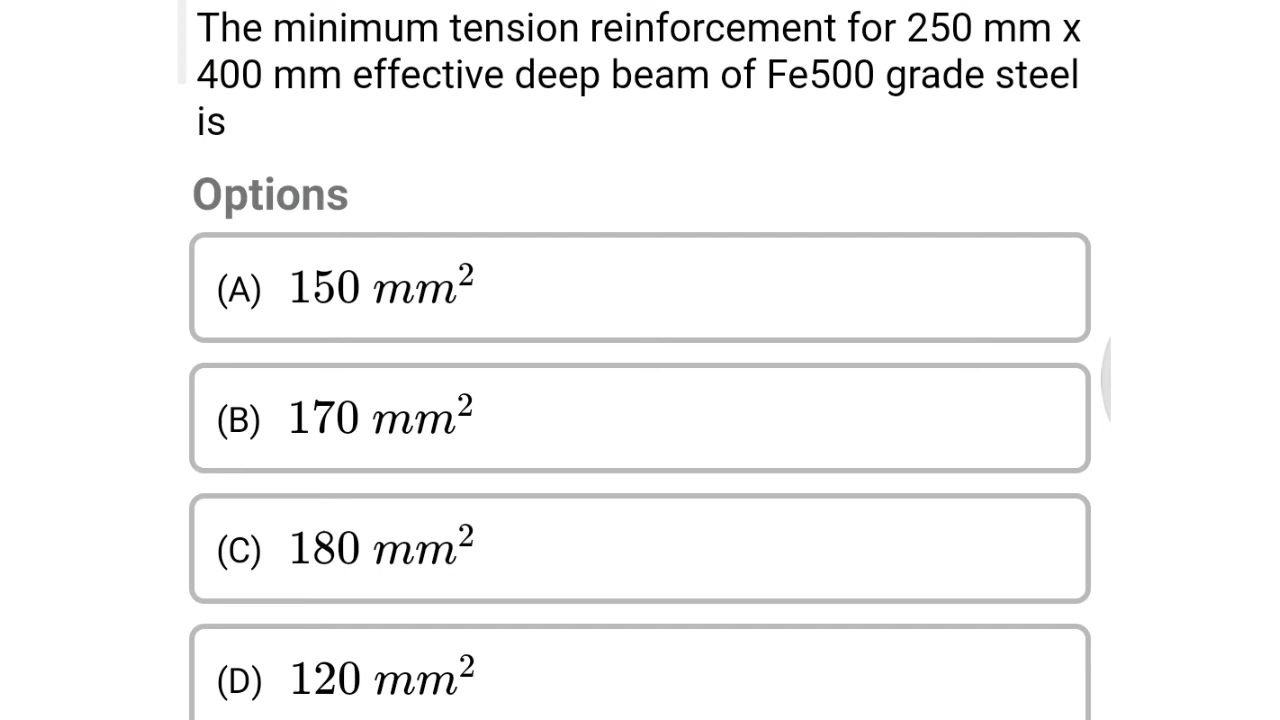 The minimum tension reinforcement for 250 mm x
400 mm effective deep beam of Fe500 grade steel
is
Options
(A) 150 mm²
(B) 170 mm²
(C) 180 mm²
(D) 120 mm²